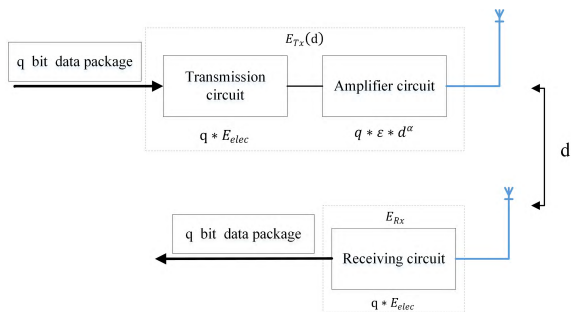 E_Tx(d)
q bit data package
Transmission
circuit
Amplifier circuit
q * E_elec
q * ε * d^α
d
q bit data package
E_Rx
Receiving circuit
q * E_elec